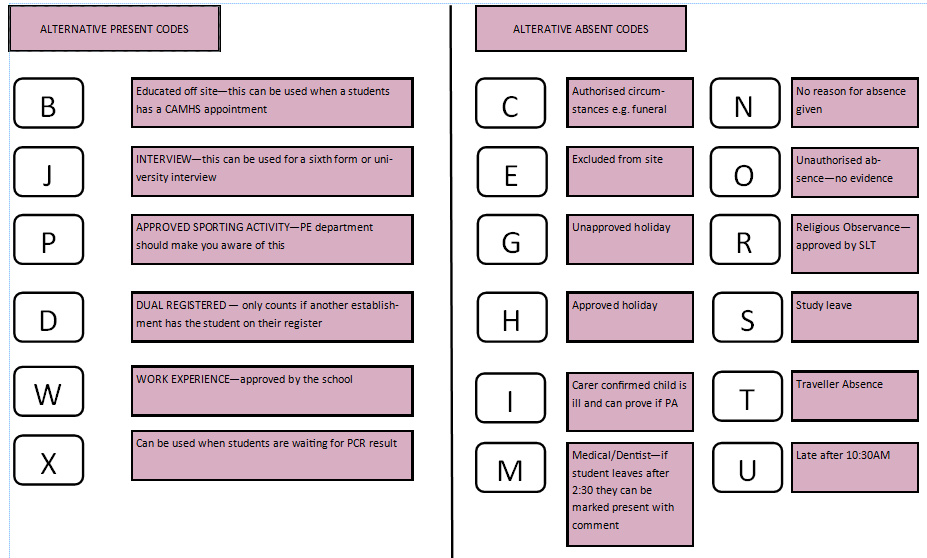 ALTERNATIVE PRESENT CODES
B
Educated off site—this can be used when a students
has a CAMHS appointment
J
INTERVIEW—this can be used for a sixth form or uni-
versity interview
P
APPROVED SPORTING ACTIVITY—PE department
should make you aware of this
D
DUAL REGISTERED — only counts if another establish-
ment has the student on their register
W
WORK EXPERIENCE—approved by the school
X
Can be used when students are waiting for PCR result
ALTERATIVE ABSENT CODES
C
Authorised circum-
stances e.g. funeral
E
Excluded from site
G
Unapproved holiday
H
Approved holiday
I
Carer confirmed child is
ill and can prove if PA
M
Medical/Dentist—if
student leaves after
2:30 they can be
marked present with
comment
N
No reason for absence
given
O
Unauthorised ab-
sence—no evidence
R
Religious Observance—
approved by SLT
S
Study leave
T
Traveller Absence
U
Late after 10:30AM